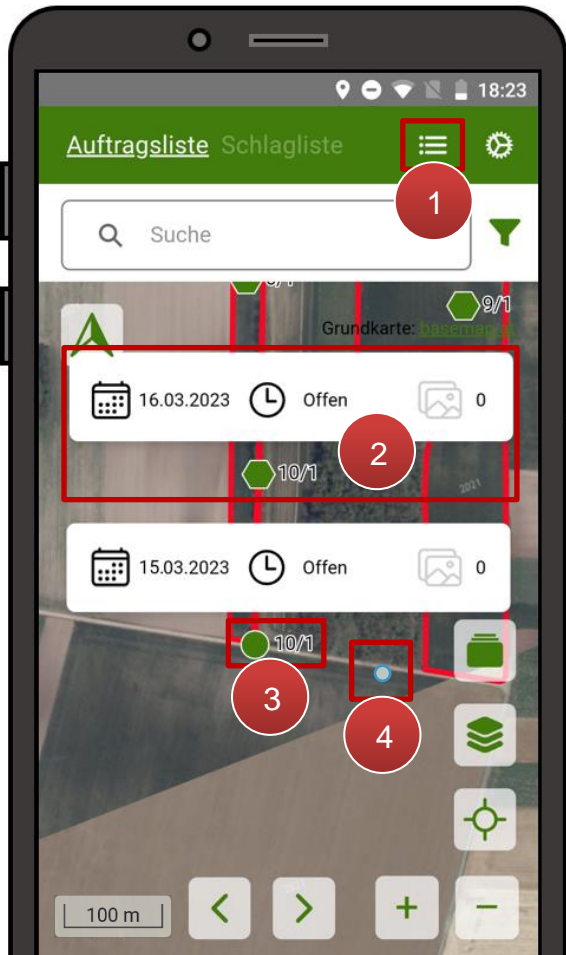 18:23
Auftragsliste Schlagliste
1
Suche
9/1
Grundkarte: basemap.at
16.03.2023 Offen 0
2
10/1
2021
15.03.2023 Offen 0
10/1
3
4
100 m